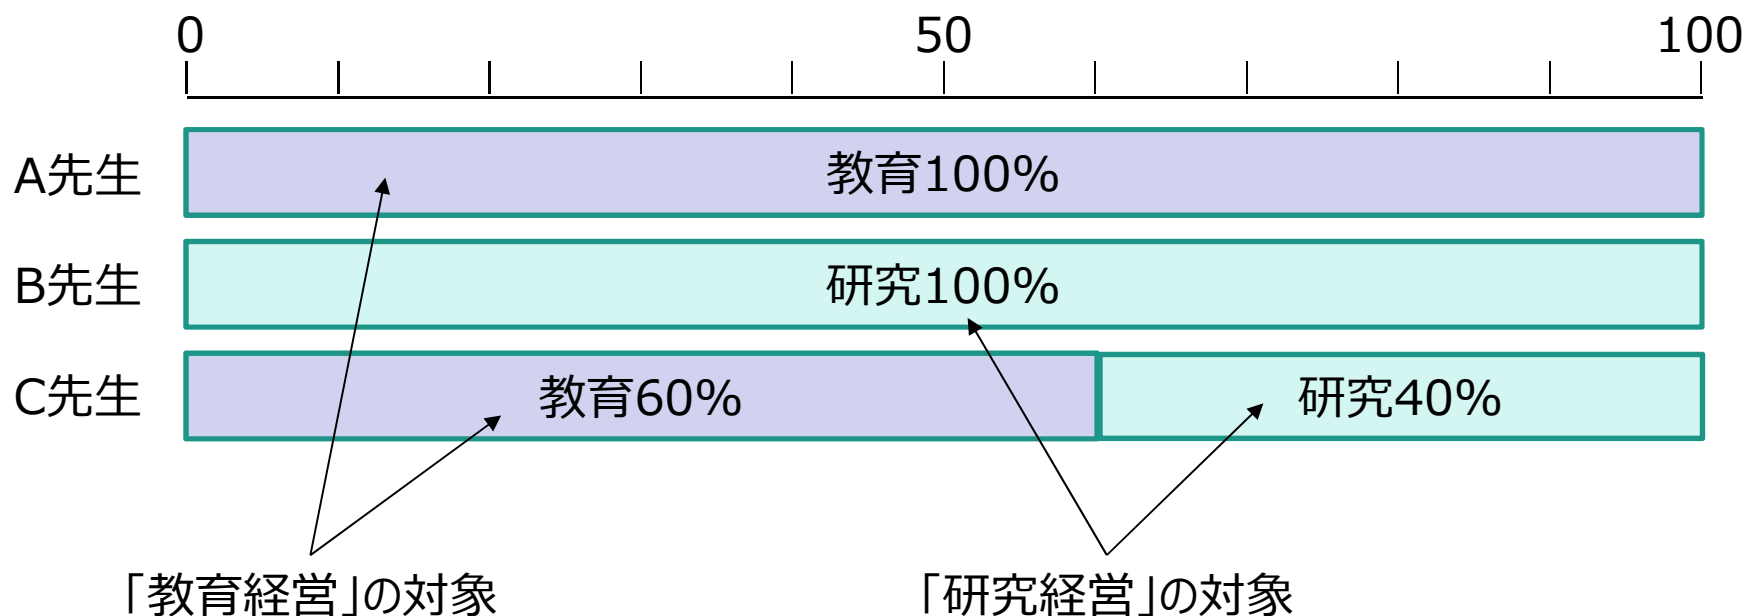 0 50 100
A先生 教育100%
B先生 研究100%
C先生 教育60% 研究40%
「教育経営」の対象 「研究経営」の対象